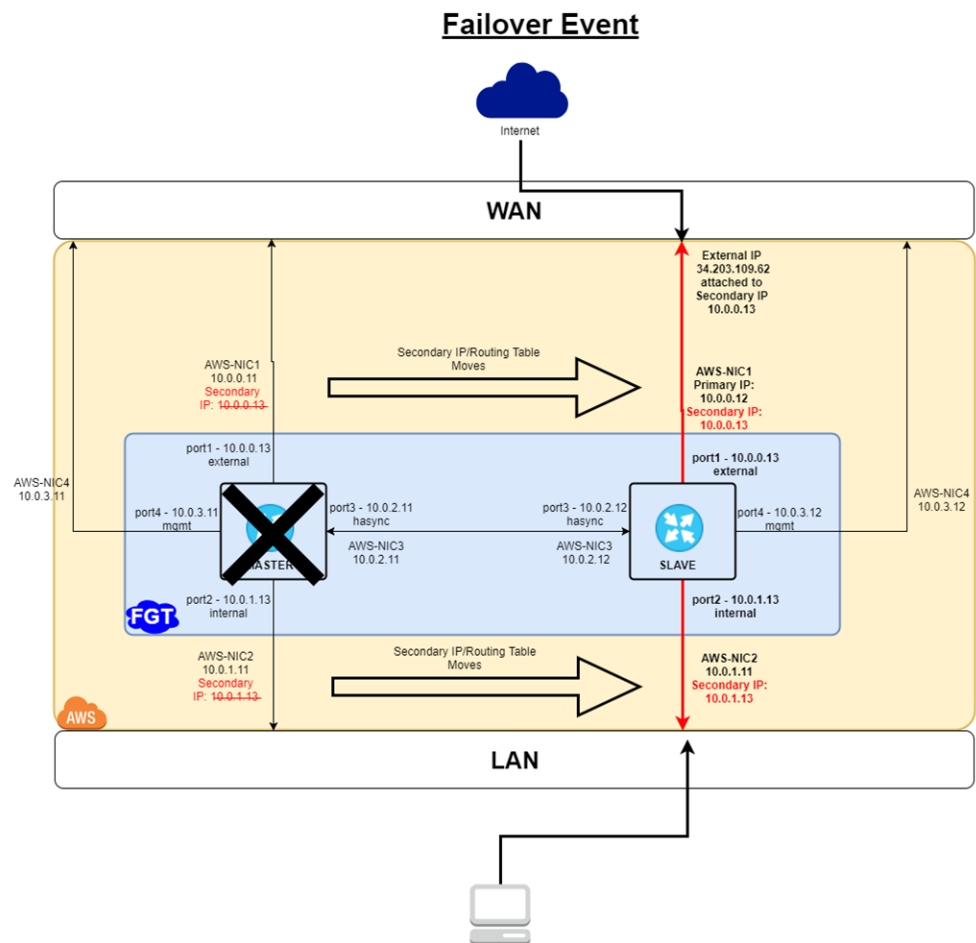 Failover Event
Internet
WAN
External IP
34.203.109.62
attached to
Secondary IP
10.0.0.13
Secondary IP/Routing Table
Moves
AWS-NIC1
10.0.0.11
Secondary
IP: 10.0.0.13
AWS-NIC1
Primary IP:
10.0.0.12
Secondary IP:
10.0.0.13
port1 - 10.0.0.13
external
port1 - 10.0.0.13
external
AWS-NIC4
10.0.3.11
AWS-NIC4
10.0.3.12
port4 - 10.0.3.11
mgmt
port3 - 10.0.2.11
hasync
port3 - 10.0.2.12
hasync
port4 - 10.0.3.12
mgmt
AWS-NIC3
10.0.2.11
AWS-NIC3
10.0.2.12
MASTER
SLAVE
port2 - 10.0.1.13
internal
port2 - 10.0.1.13
internal
FGT
AWS-NIC2
10.0.1.11
Secondary
IP: 10.0.1.13
Secondary IP/Routing Table
Moves
AWS-NIC2
10.0.1.11
Secondary IP:
10.0.1.13
AWS
LAN